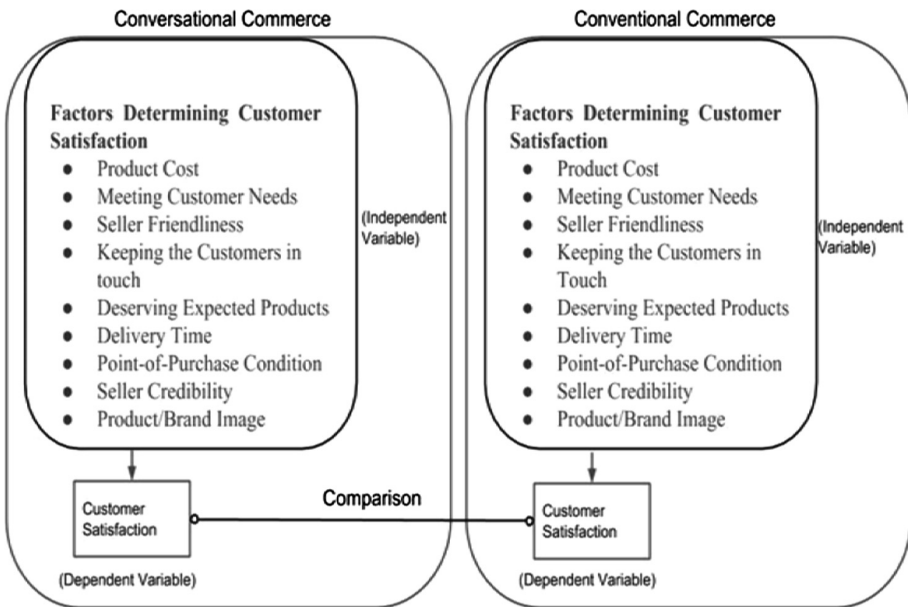 Conversational Commerce
Factors Determining Customer
Satisfaction
● Product Cost
● Meeting Customer Needs
● Seller Friendliness
● Keeping the Customers in
touch
● Deserving Expected Products
● Delivery Time
● Point-of-Purchase Condition
● Seller Credibility
● Product/Brand Image
(Independent
Variable)
Customer
Satisfaction
(Dependent Variable)
Comparison
Conventional Commerce
Factors Determining Customer
Satisfaction
● Product Cost
● Meeting Customer Needs
● Seller Friendliness
● Keeping the Customers in
Touch
● Deserving Expected Products
● Delivery Time
● Point-of-Purchase Condition
● Seller Credibility
● Product/Brand Image
(Independent
Variable)
Customer
Satisfaction
(Dependent Variable)